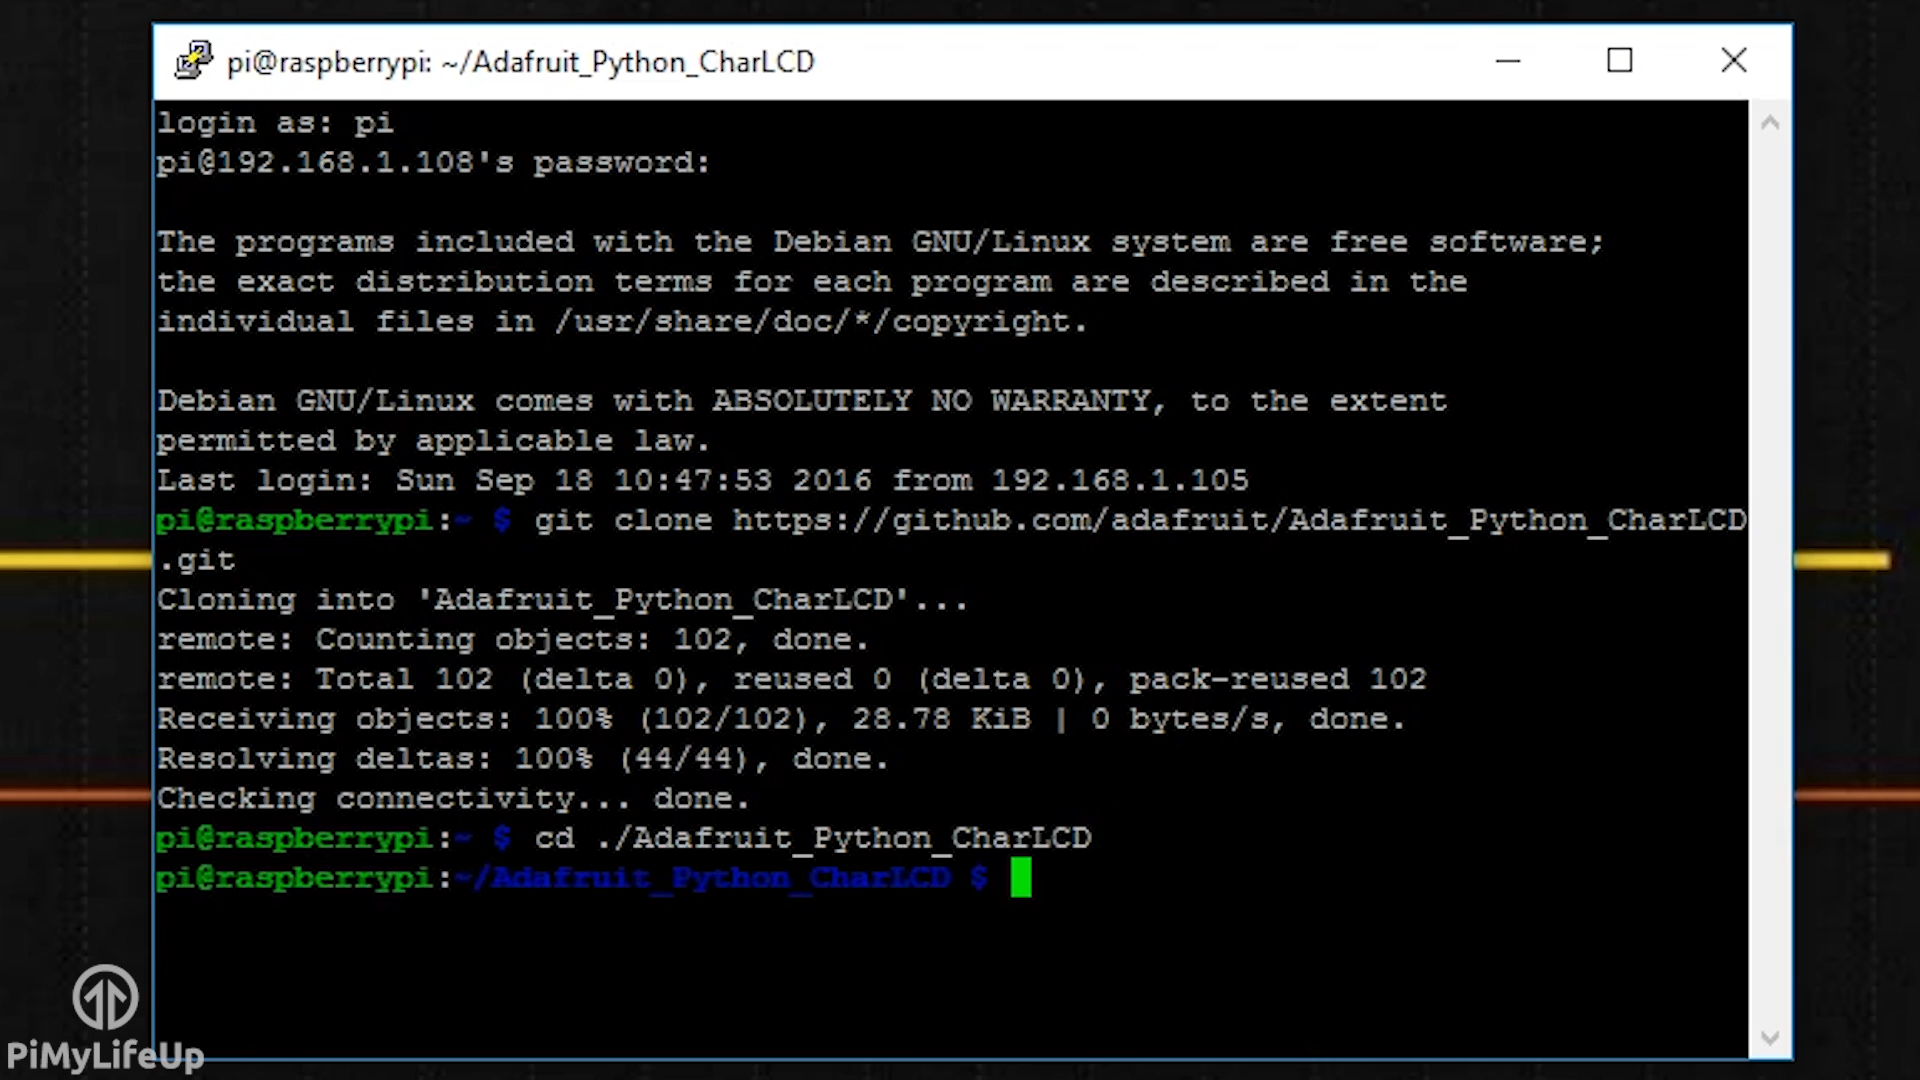 pi@raspberrypi: ~/Adafruit_Python_CharLCD
login as: pi
pi@192.168.1.108's password:
The programs included with the Debian GNU/Linux system are free software;
the exact distribution terms for each program are described in the
individual files in /usr/share/doc/*/copyright.
Debian GNU/Linux comes with ABSOLUTELY NO WARRANTY, to the extent
permitted by applicable law.
Last login: Sun Sep 18 10:47:53 2016 from 192.168.1.105
pi@raspberrypi:~ $ git clone https://github.com/adafruit/Adafruit_Python_CharLCD
.git
Cloning into 'Adafruit_Python_CharLCD'...
remote: Counting objects: 102, done.
remote: Total 102 (delta 0), reused 0 (delta 0), pack-reused 102
Receiving objects: 100% (102/102), 28.78 KiB | 0 bytes/s, done.
Resolving deltas: 100% (44/44), done.
Checking connectivity... done.
pi@raspberrypi:~ $ cd ./Adafruit_Python_CharLCD
pi@raspberrypi:~/Adafruit_Python_CharLCD $
PiMyLifeUp